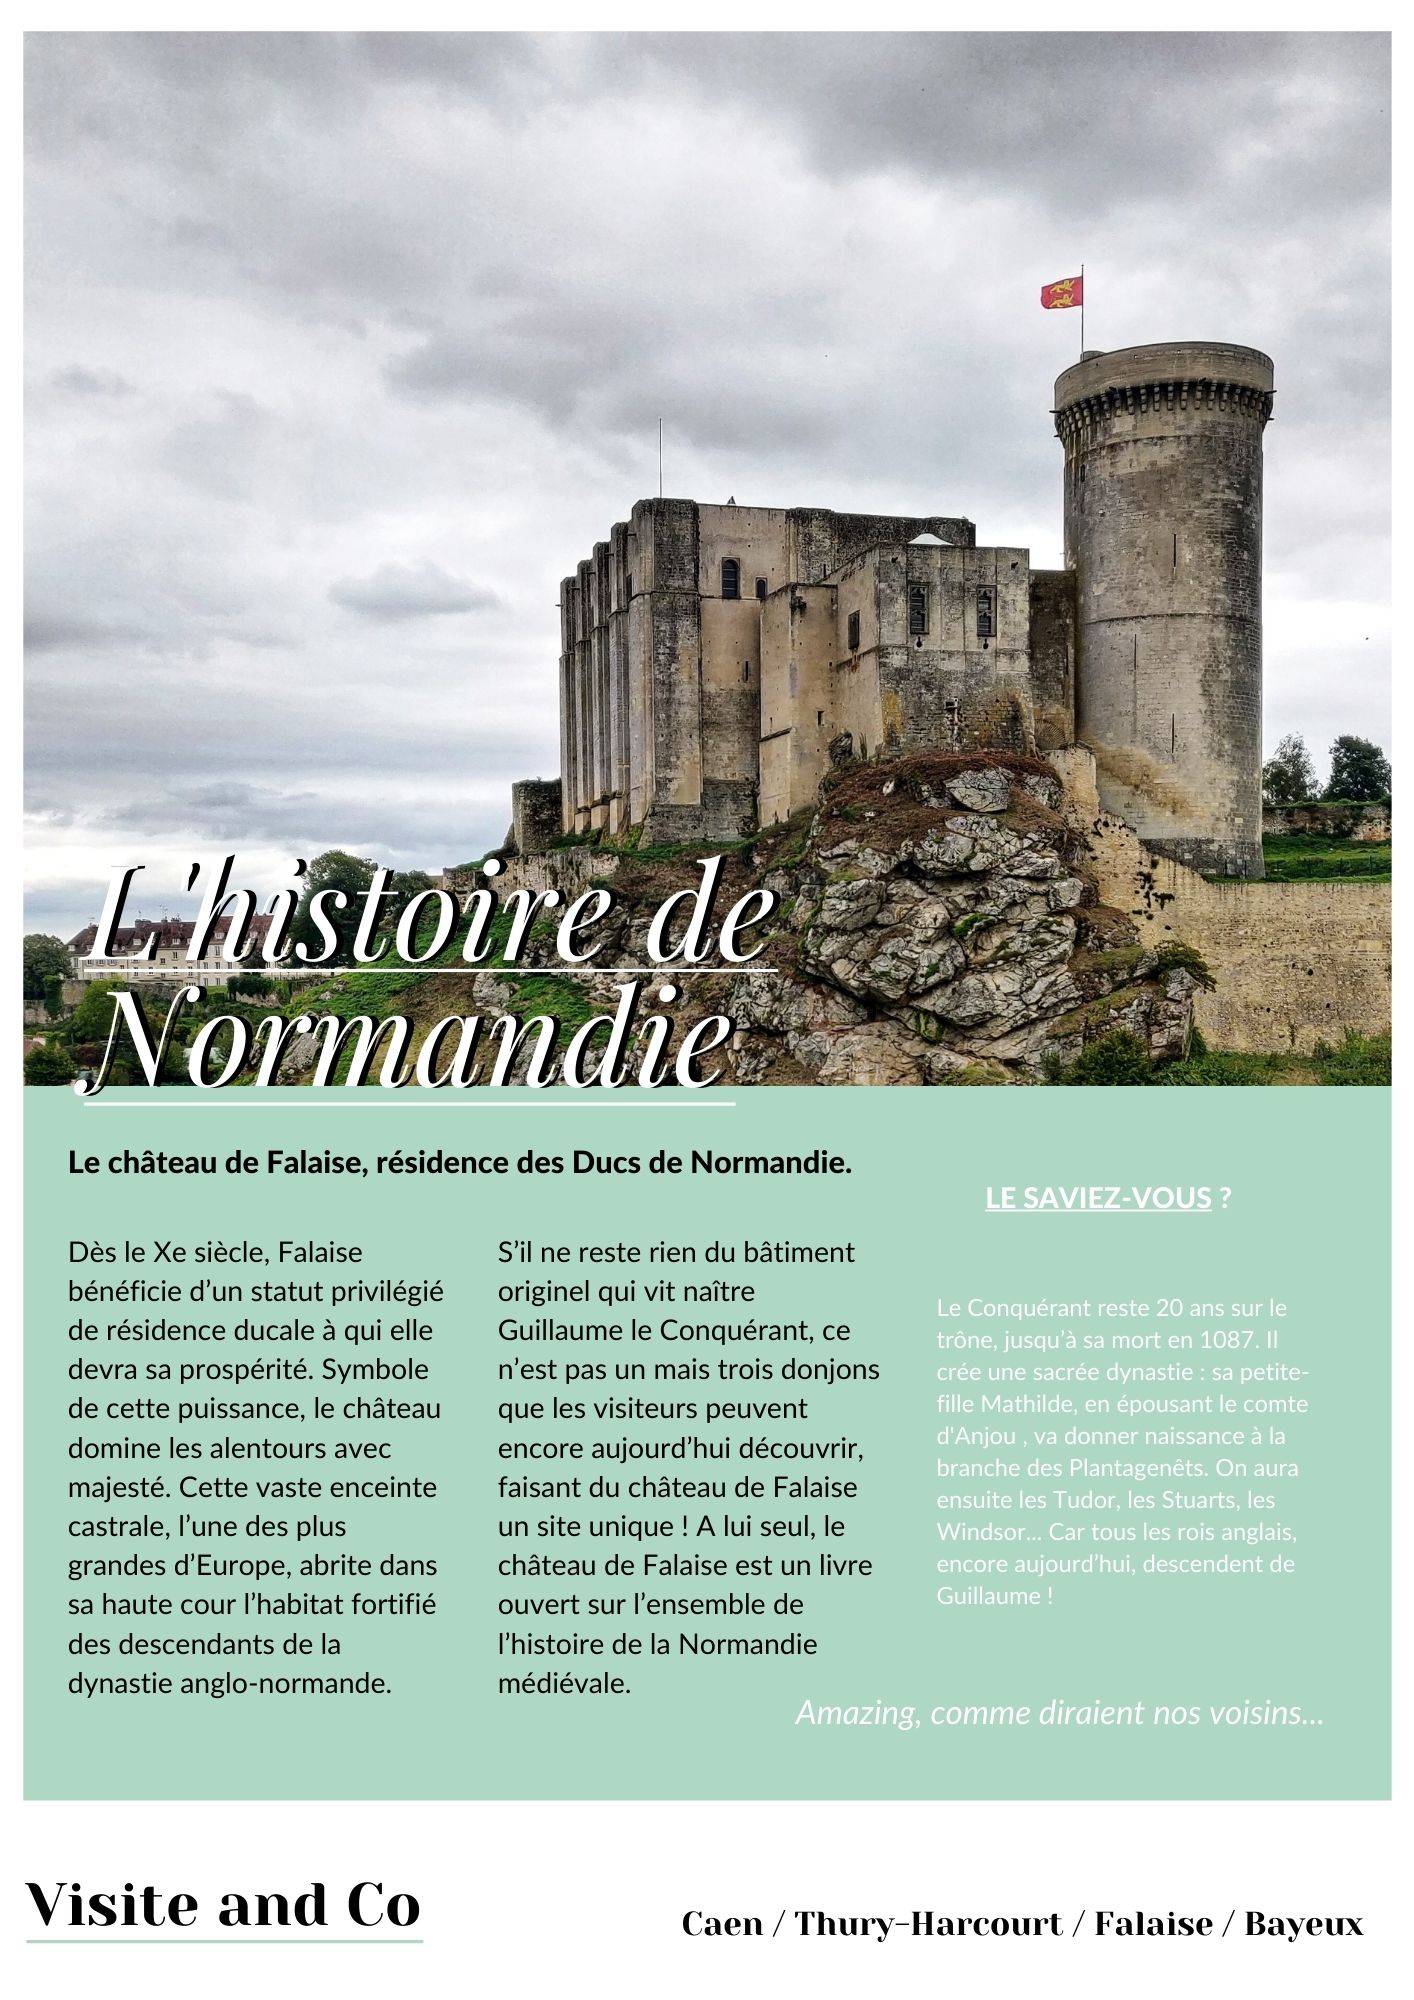 L'histoire de
Normandie
Le château de Falaise, résidence des Ducs de Normandie.
Dès le Xe siècle, Falaise
bénéficie d’un statut privilégié
de résidence ducale à qui elle
devra sa prospérité. Symbole
de cette puissance, le château
domine les alentours avec
majesté. Cette vaste enceinte
castrale, l’une des plus
grandes d’Europe, abrite dans
sa haute cour l’habitat fortifié
des descendants de la
dynastie anglo-normande.
S’il ne reste rien du bâtiment
originel qui vit naître
Guillaume le Conquérant, ce
n’est pas un mais trois donjons
que les visiteurs peuvent
encore aujourd’hui découvrir,
faisant du château de Falaise
un site unique ! A lui seul, le
château de Falaise est un livre
ouvert sur l’ensemble de
l’histoire de la Normandie
médiévale.
LE SAVIEZ-VOUS ?
Le Conquérant reste 20 ans sur le
trône, jusqu’à sa mort en 1087. Il
crée une sacrée dynastie : sa petite-
fille Mathilde, en épousant le comte
d'Anjou , va donner naissance à la
branche des Plantagenêts. On aura
ensuite les Tudor, les Stuarts, les
Windsor... Car tous les rois anglais,
encore aujourd’hui, descendent de
Guillaume !
Amazing, comme diraient nos voisins...
Visite and Co
Caen / Thury-Harcourt / Falaise / Bayeux